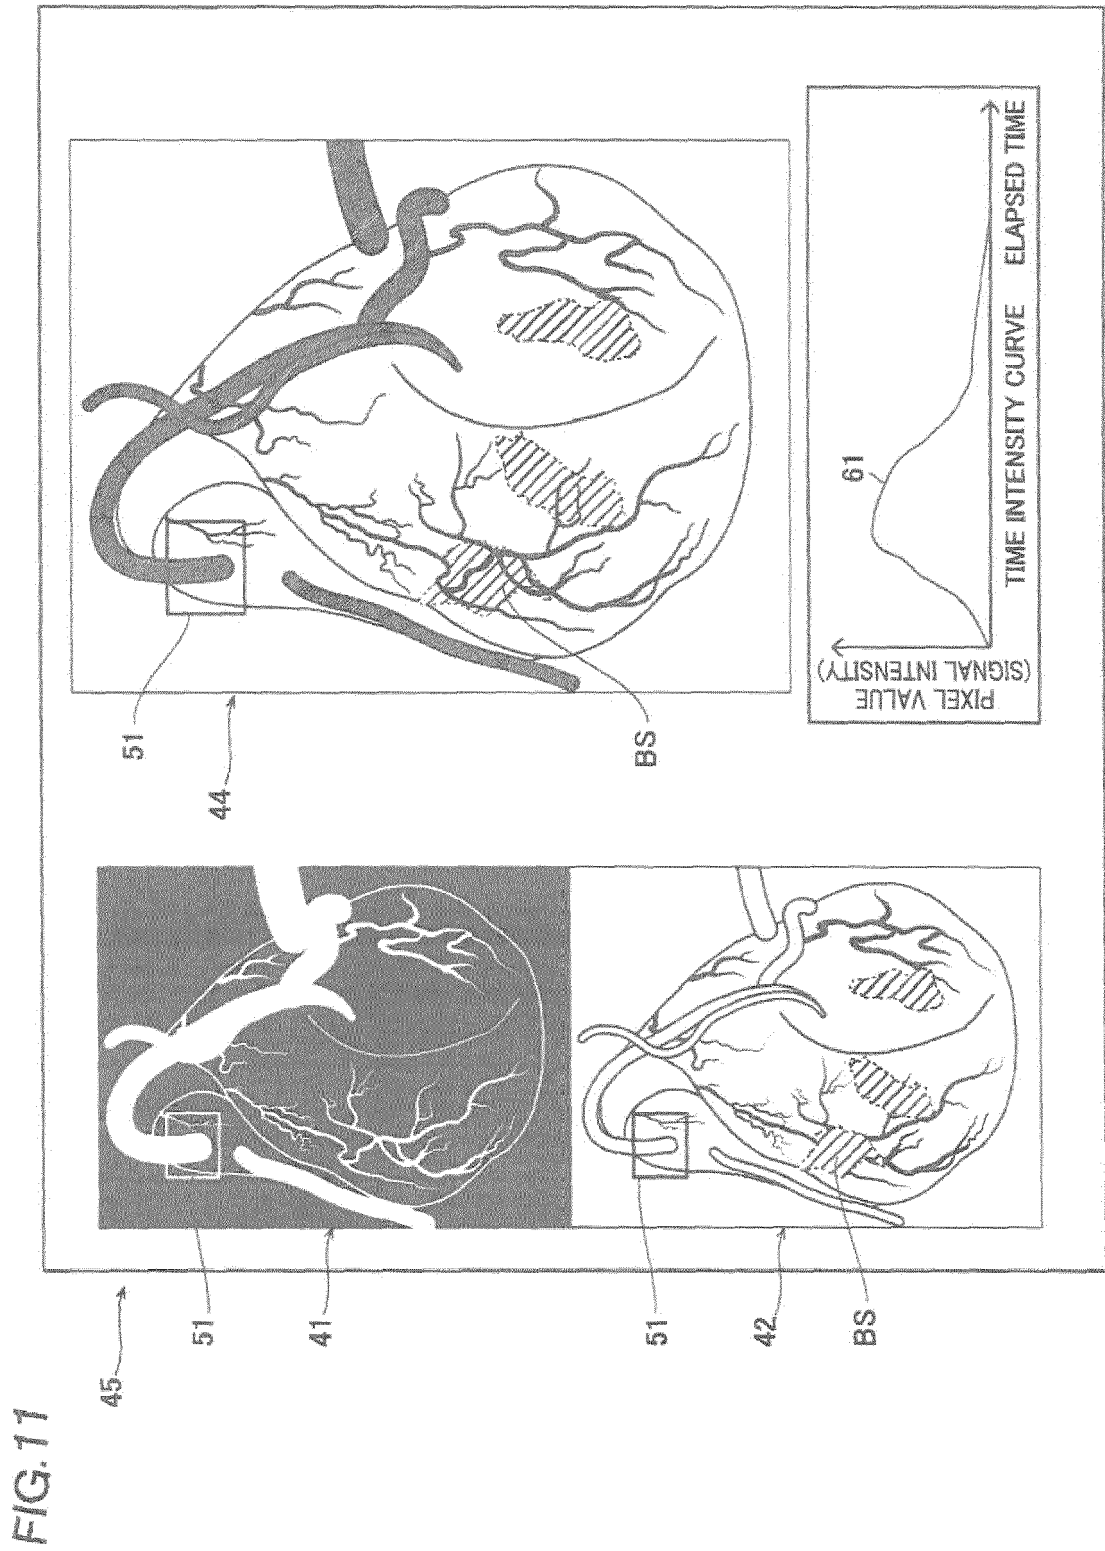 FIG.11
45
51
41
51
42
BS
51
44
BS
PIXEL VALUE
(SIGNAL INTENSITY)
61
TIME INTENSITY CURVE
ELAPSED TIME